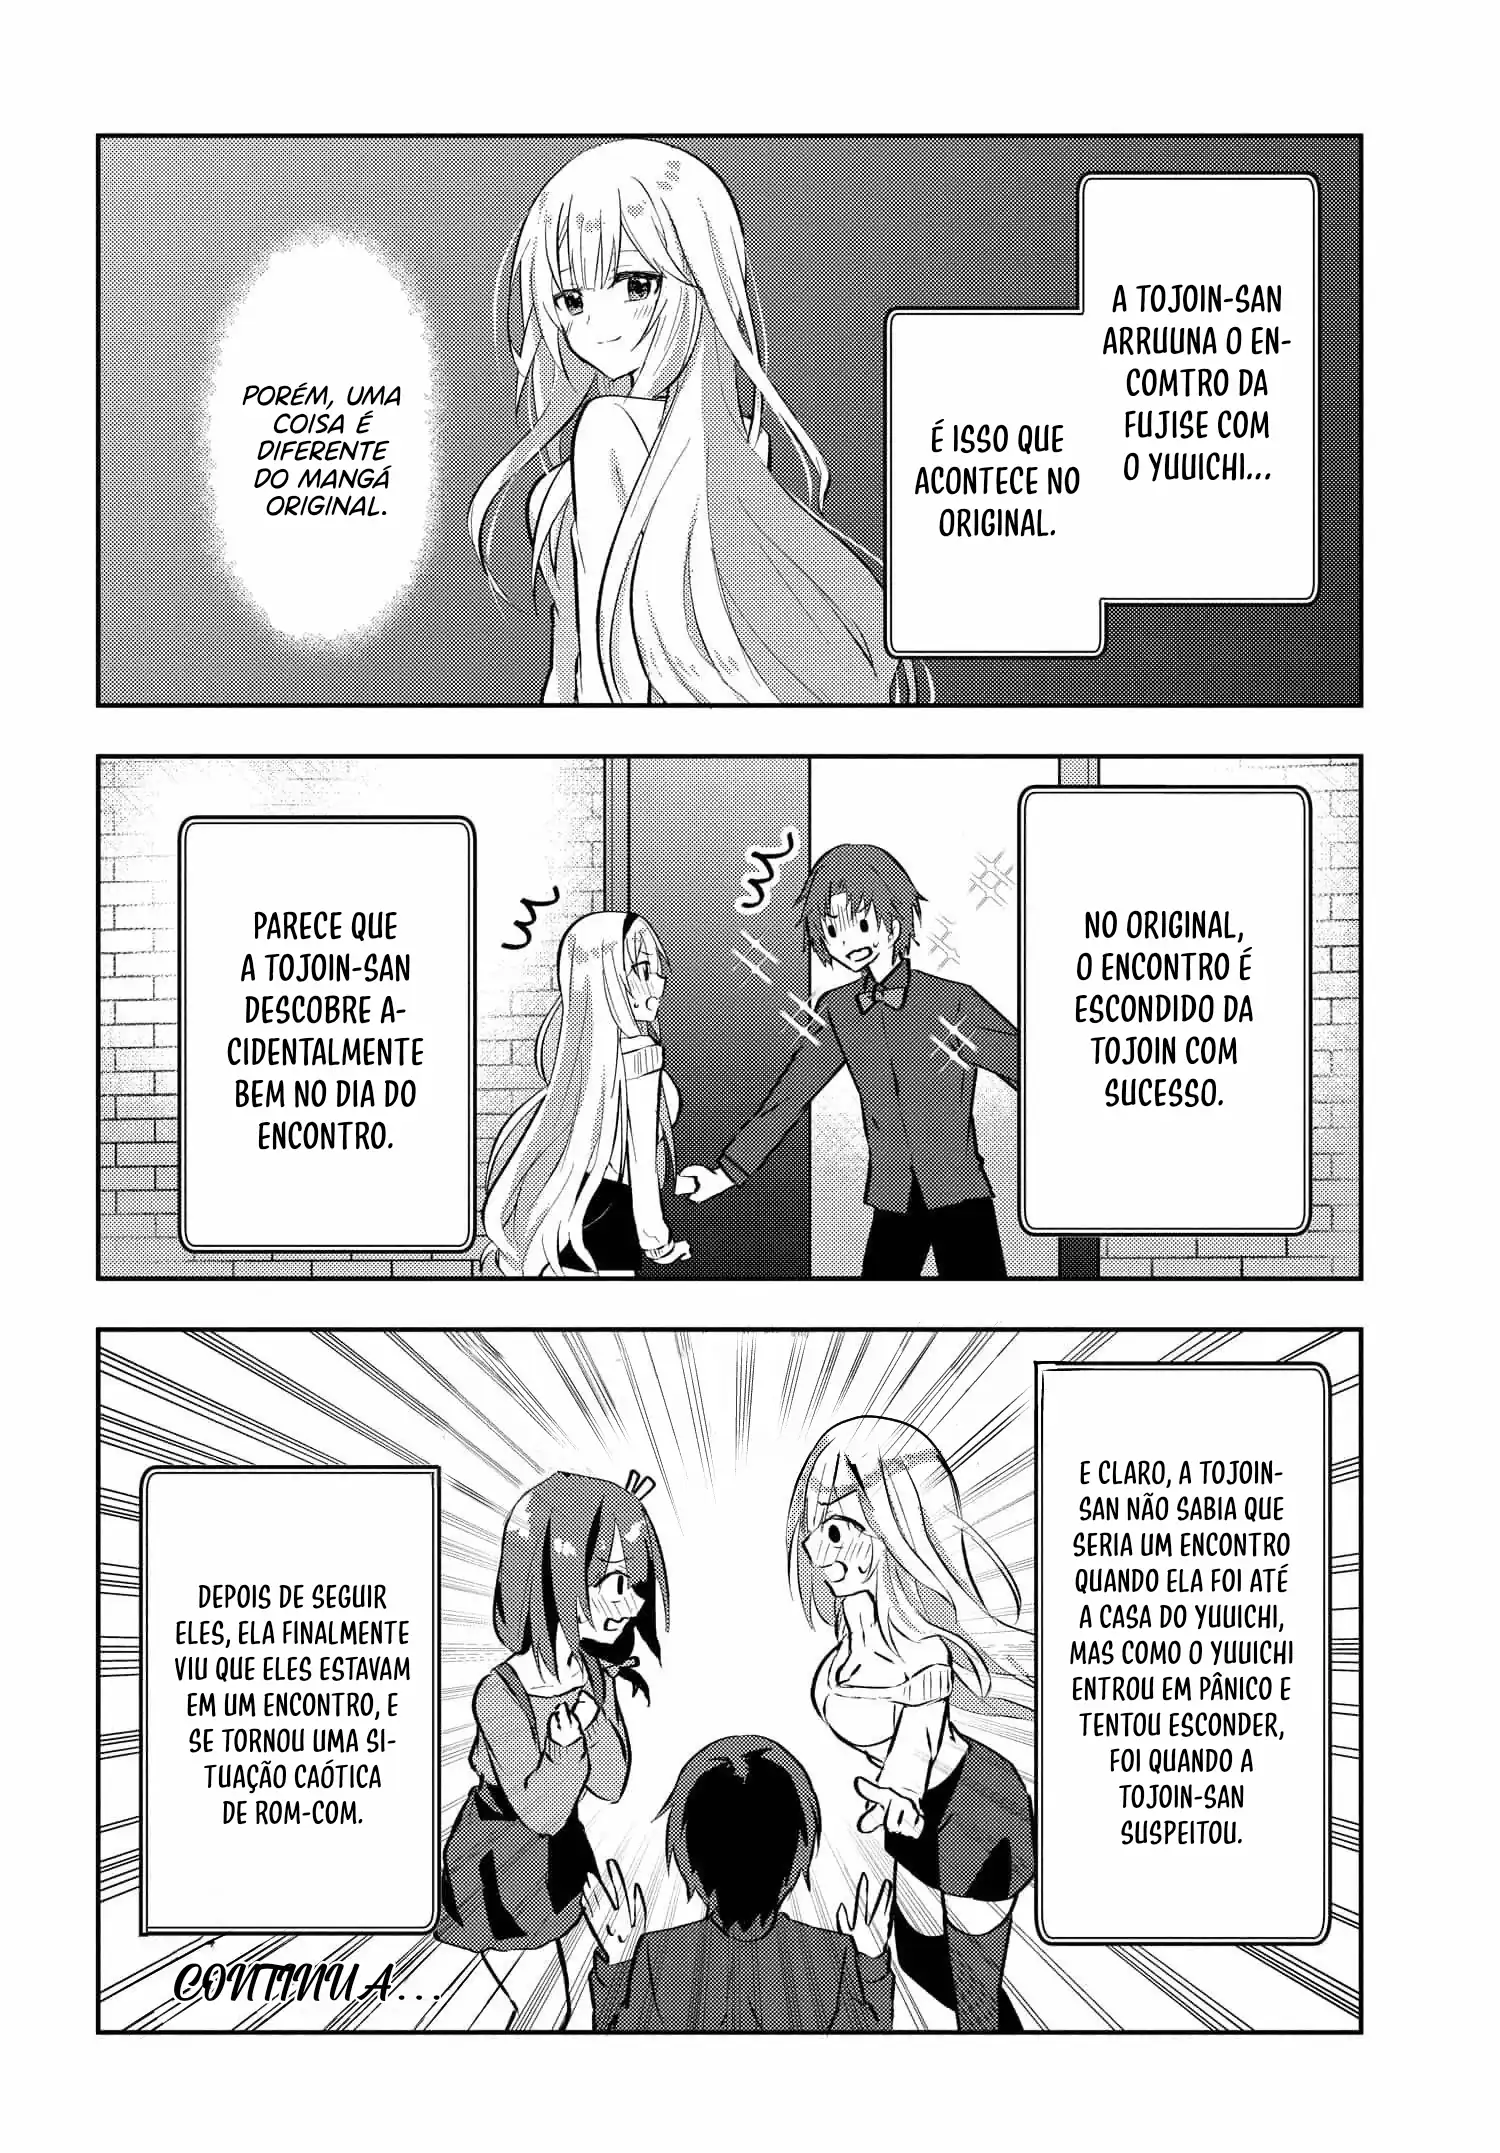 A TOJOIN-SAN
ARRUUNA O EN-
COMTRO DA
FUJISE COM
O YUUICHI...
É ISSO QUE
ACONTECE NO
ORIGINAL.
PORÉM, UMA
COISA É
DIFERENTE
DO MANGÁ
ORIGINAL.
NO ORIGINAL,
O ENCONTRO É
ESCONDIDO DA
TOJOIN COM
SUCESSO.
PARECE QUE
A TOJOIN-SAN
DESCOBRE A-
CIDENTALMENTE
BEM NO DIA DO
ENCONTRO.
E CLARO, A TOJOIN-
SAN NÃO SABIA QUE
SERIA UM ENCONTRO
QUANDO ELA FOI ATÉ
A CASA DO YUUICHI,
MAS COMO O YUUICHI
ENTROU EM PÂNICO E
TENTOU ESCONDER,
FOI QUANDO A
TOJOIN-SAN
SUSPEITOU.
DEPOIS DE SEGUIR
ELES, ELA FINALMENTE
VIU QUE ELES ESTAVAM
EM UM ENCONTRO, E
SE TORNOU UMA SI-
TUAÇÃO CAÓTICA
DE ROM-COM.
CONTINUA...